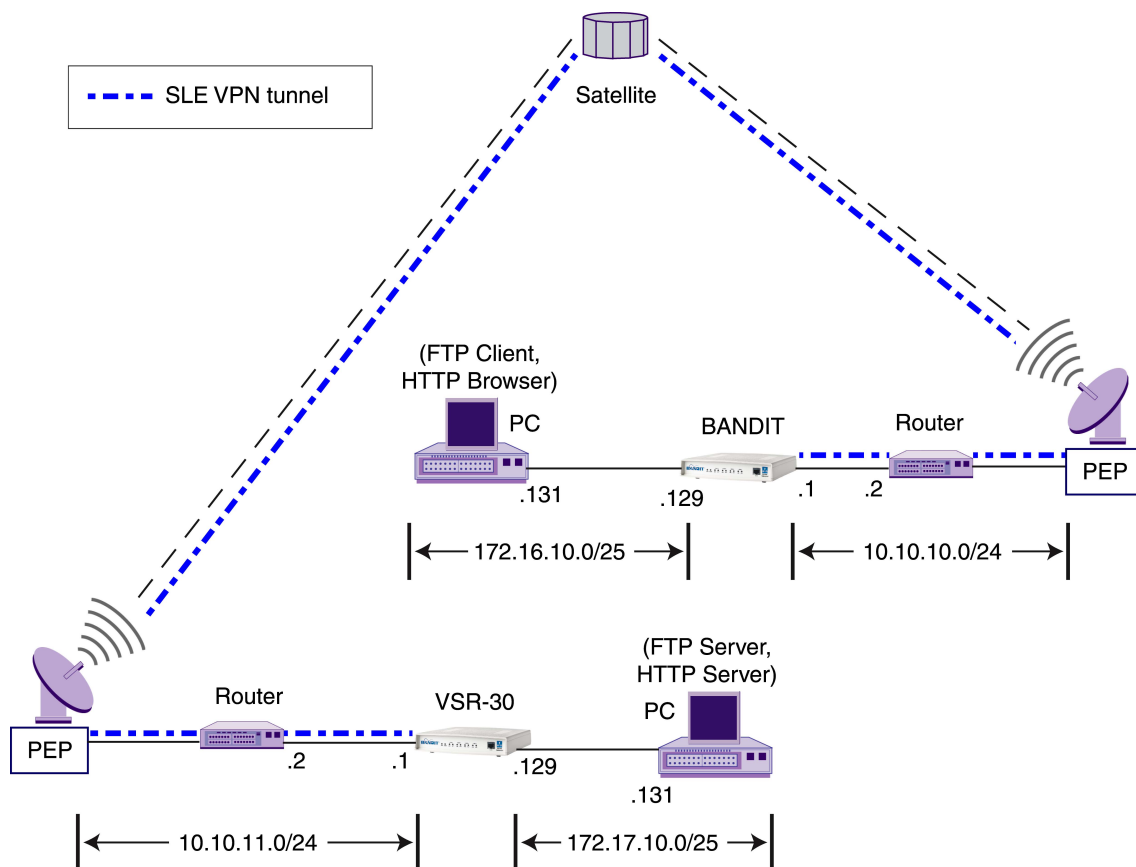 SLE VPN tunnel
Satellite
(FTP Client,
HTTP Browser)
PC
BANDIT
Router
PEP
.131
.129
.1
.2
172.16.10.0/25
10.10.10.0/24
(FTP Server,
HTTP Server)
PC
Router
VSR-30
PEP
.2
.1
.129
.131
10.10.11.0/24
172.17.10.0/25